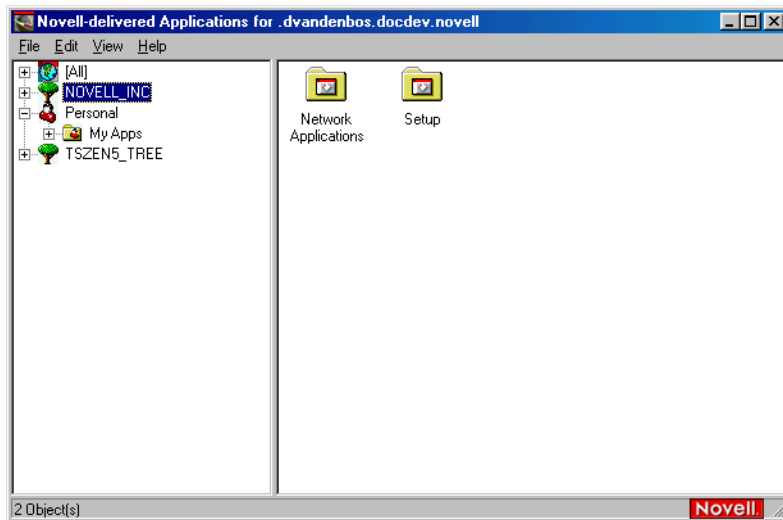 Novell-delivered Applications for .dvandenbos.docdev.novell
File Edit View Help
[All]
NOVELL_INC
Personal
My Apps
TSZEN5_TREE
Network
Applications
Setup
2 Object(s)
Novell.